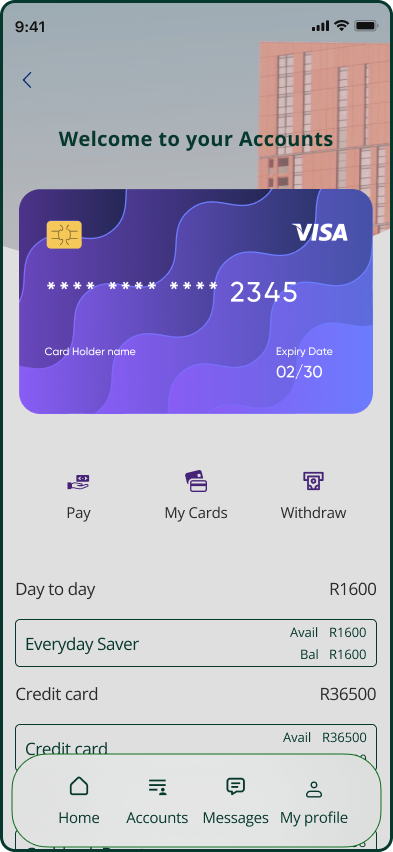 9:41
Welcome to your Accounts
VISA
**** **** **** 2345
Card Holder name
Expiry Date
02/30
Pay
My Cards
Withdraw
Day to day R1600
Everyday Saver
Avail R1600
Bal R1600
Credit card R36500
Credit card
Avail R36500
Home
Accounts
Messages
My profile